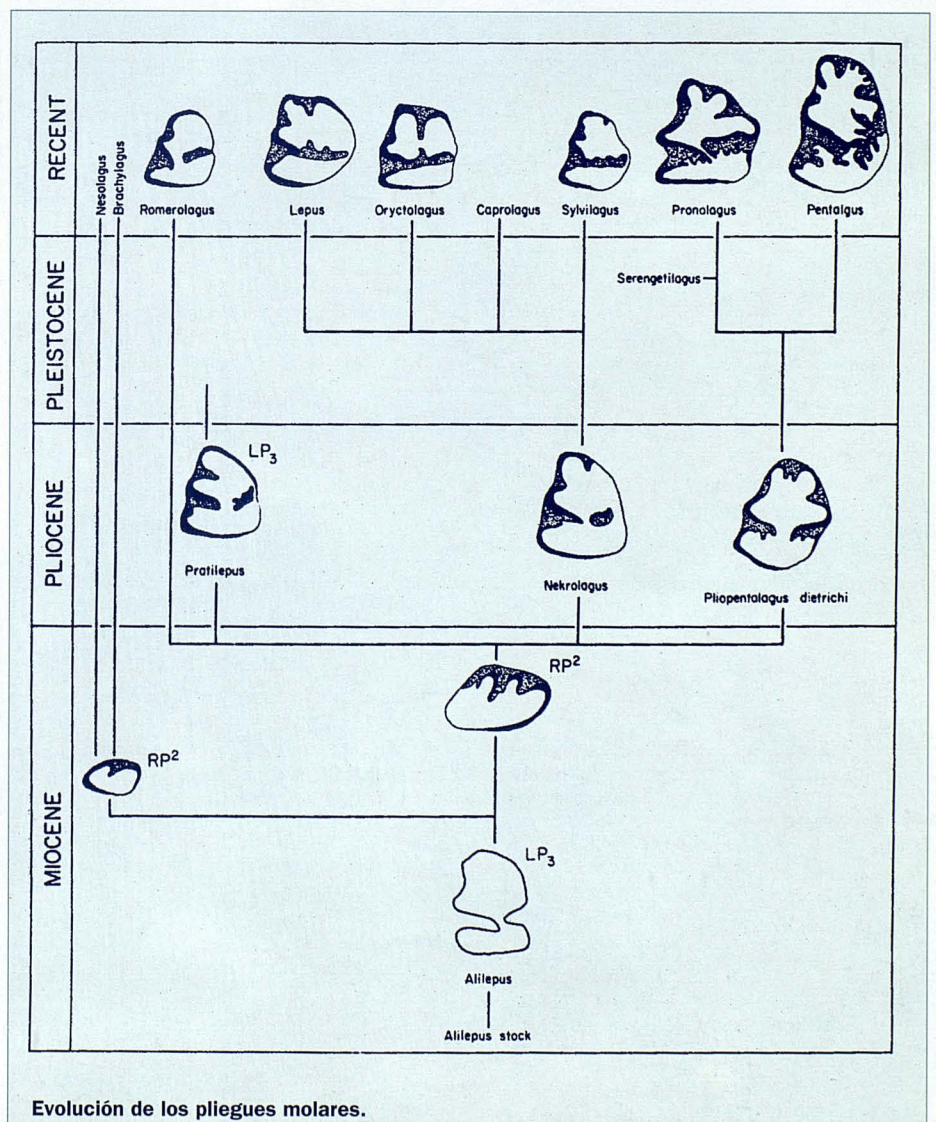 RECENT
Nesolagus
Brachylagus
Romerolagus
Lepus
Oryctolagus
Caprolagus
Sylvilagus
Pronolagus
Pentalgus
PLEISTOCENE
Serengetilagus
PLIOCENE
LP3
Pratilepus
Nekrolagus
Pliopentalagus dietrichi
MIOCENE
RP2
RP2
LP3
Alilepus
Alilepus stock
Evolución de los pliegues molares.